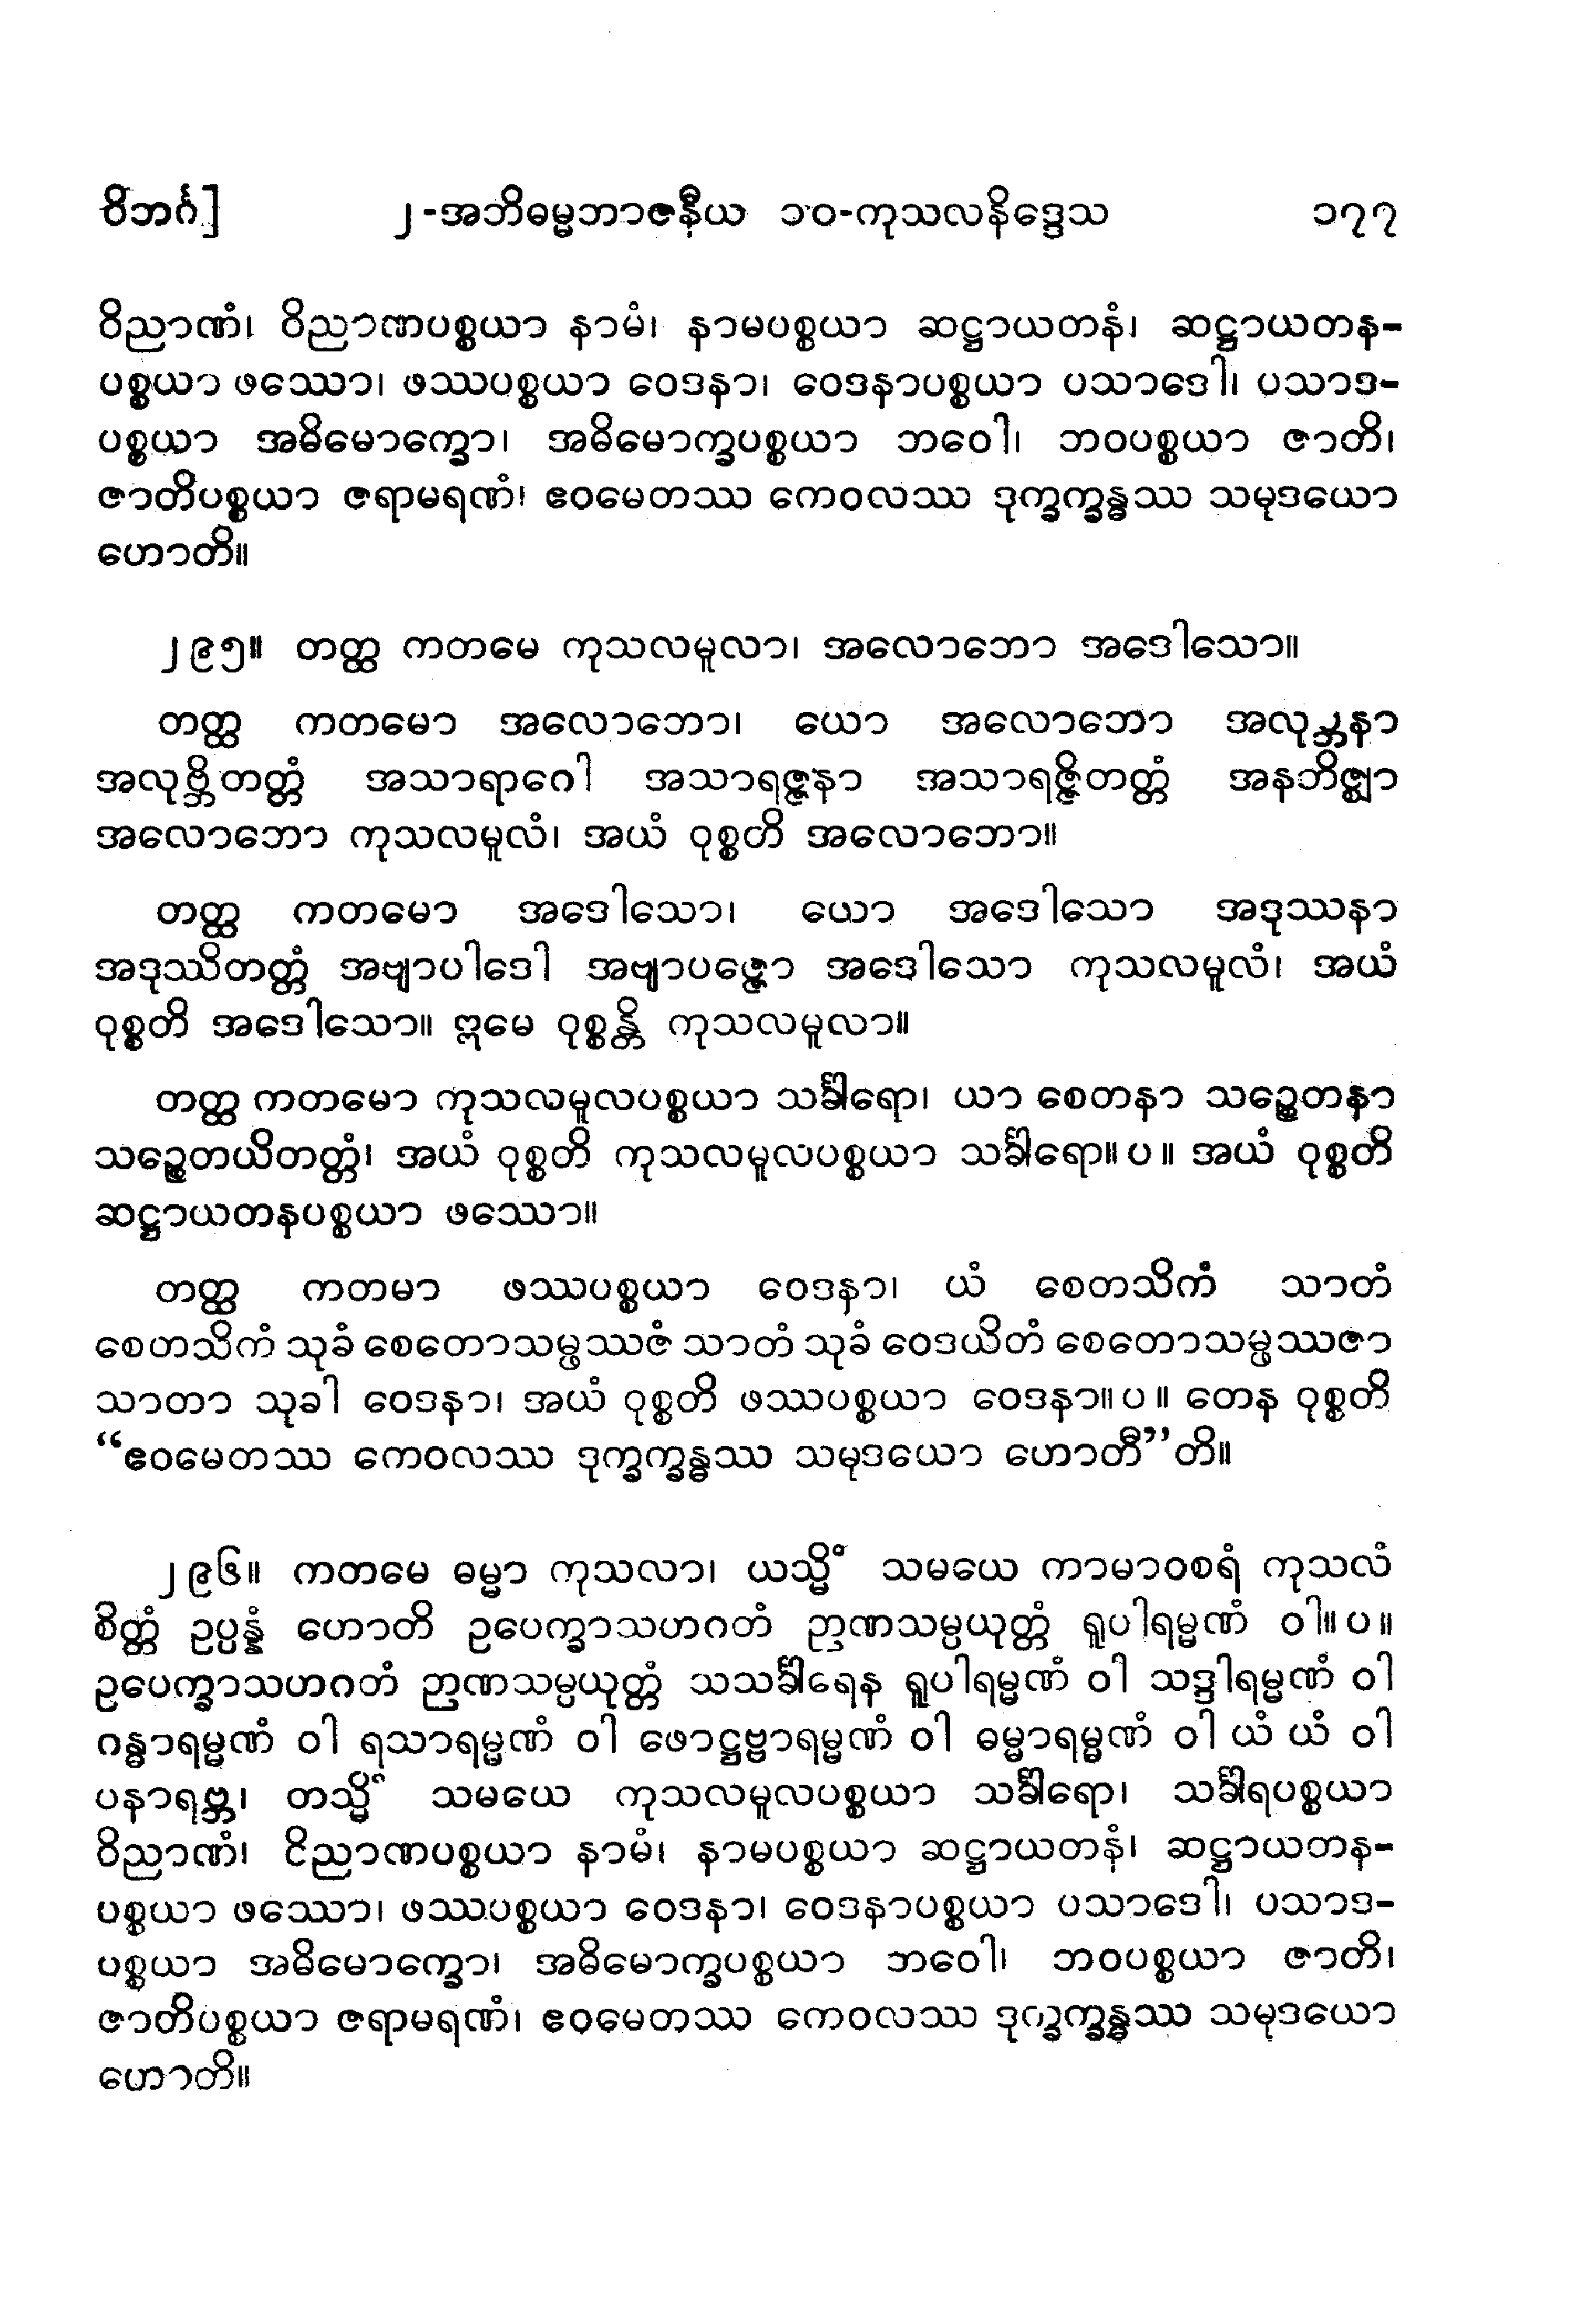 ဝိဘင်္ဂ] ၂-အဘိဓမ္မဘာဇနီယ ၁၀-ကုသလနိဒ္ဒေသ ၁၇၇
ဝိညာဏံ၊ ဝိညာဏပစ္စယာ နာမံ၊ နာမပစ္စယာ ဆဋ္ဌာယတနံ၊ ဆဋ္ဌာယတန-
ပစ္စယာ ဖဿော၊ ဖဿပစ္စယာ ဝေဒနာ၊ ဝေဒနာပစ္စယာ ပသာဒေါ၊ ပသာဒ-
ပစ္စယာ အဓိမောက္ခော၊ အဓိမောက္ခပစ္စယာ ဘဝေါ၊ ဘဝပစ္စယာ ဇာတိ၊
ဇာတိပစ္စယာ ဇရာမရဏံ၊ ဧဝမေတဿ ကေဝလဿ ဒုက္ခက္ခန္ဓဿ သမုဒယော
ဟောတိ။
၂၉၅။ တတ္ထ ကတမေ ကုသလမူလာ၊ အလောဘော အဒေါသော။
တတ္ထ ကတမော အလောဘော၊ ယော အလောဘော အလုဗ္ဘနာ
အလုဗ္ဘိတတ္တံ အသာရာဂေါ အသာရဇ္ဇနာ အသာရဇ္ဇိတတ္တံ အနဘိဇ္ဈာ
အလောဘော ကုသလမူလံ၊ အယံ ဝုစ္စတိ အလောဘော။
တတ္ထ ကတမော အဒေါသော၊ ယော အဒေါသော အဒုဿနာ
အဒုဿိတတ္တံ အဗျာပါဒေါ အဗျာပဇ္ဇော အဒေါသော ကုသလမူလံ၊ အယံ
ဝုစ္စတိ အဒေါသော။ ဣမေ ဝုစ္စန္တိ ကုသလမူလာ။
တတ္ထ ကတမော ကုသလမူလပစ္စယာ သင်္ခါရော၊ ယာ စေတနာ သဉ္စေတနာ
သဉ္စေတယိတတ္တံ၊ အယံ ဝုစ္စတိ ကုသလမူလပစ္စယာ သင်္ခါရော။ ပ ။ အယံ ဝုစ္စတိ
ဆဋ္ဌာယတနပစ္စယာ ဖဿော။
တတ္ထ ကတမာ ဖဿပစ္စယာ ဝေဒနာ၊ ယံ စေတသိကံ သာတံ
စေတသိကံ သုခံ စေတောသမ္ဖဿဇံ သာတံ သုခံ ဝေဒယိတံ စေတောသမ္ဖဿဇာ
သာတာ သုခါ ဝေဒနာ၊ အယံ ဝုစ္စတိ ဖဿပစ္စယာ ဝေဒနာ။ ပ ။ တေန ဝုစ္စတိ
“ဧဝမေတဿ ကေဝလဿ ဒုက္ခက္ခန္ဓဿ သမုဒယော ဟောတီ”တိ။
၂၉၆။ ကတမေ ဓမ္မာ ကုသလာ၊ ယသ္မိံ သမယေ ကာမာဝစရံ ကုသလံ
စိတ္တံ ဥပ္ပန္နံ ဟောတိ ဥပေက္ခာသဟဂတံ ဉာဏသမ္ပယုတ္တံ ရူပါရမ္မဏံ ဝါ။ ပ ။
ဥပေက္ခာသဟဂတံ ဉာဏသမ္ပယုတ္တံ သသင်္ခါရေန ရူပါရမ္မဏံ ဝါ သဒ္ဒါရမ္မဏံ ဝါ
ဂန္ဓာရမ္မဏံ ဝါ ရသာရမ္မဏံ ဝါ ဖောဋ္ဌဗ္ဗာရမ္မဏံ ဝါ ဓမ္မာရမ္မဏံ ဝါ ယံ ယံ ဝါ
ပနာရဗ္ဘ၊ တသ္မိံ သမယေ ကုသလမူလပစ္စယာ သင်္ခါရော၊ သင်္ခါရပစ္စယာ
ဝိညာဏံ၊ ဝိညာဏပစ္စယာ နာမံ၊ နာမပစ္စယာ ဆဋ္ဌာယတနံ၊ ဆဋ္ဌာယတန-
ပစ္စယာ ဖဿော၊ ဖဿပစ္စယာ ဝေဒနာ၊ ဝေဒနာပစ္စယာ ပသာဒေါ၊ ပသာဒ-
ပစ္စယာ အဓိမောက္ခော၊ အဓိမောက္ခပစ္စယာ ဘဝေါ၊ ဘဝပစ္စယာ ဇာတိ၊
ဇာတိပစ္စယာ ဇရာမရဏံ၊ ဧဝမေတဿ ကေဝလဿ ဒုက္ခက္ခန္ဓဿ သမုဒယော
ဟောတိ။